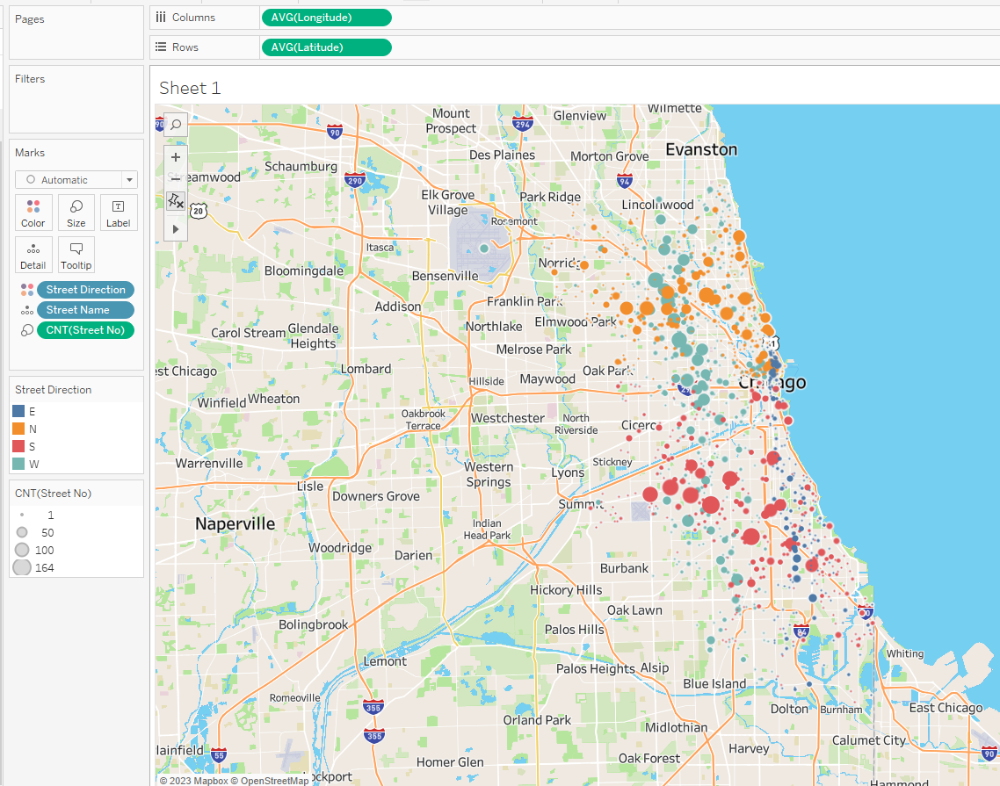 Pages
Columns
AVG(Longitude)
Rows
AVG(Latitude)
Filters
Sheet 1
Marks
Automatic
Color
Size
Label
Detail
Tooltip
Street Direction
Street Name
CNT(Street No)
Street Direction
E
N
S
W
CNT(Street No)
1
50
100
164
Wilmette
Mount
Prospect
294
Glenview
90
90
Evanston
Des Plaines
Morton Grove
Schaumburg
290
94
Streamwood
Elk Grove
Village
Park Ridge
Lincolnwood
20
Rosemont
Itasca
Bloomingdale
Bensenville
Addison
Franklin Park
Northlake
Elmwood Park
Carol Stream
Glendale
Heights
Melrose Park
est Chicago
Lombard
Oak Park
Hillside
Maywood
Chicago
Winfield
Wheaton
Oakbrook
Terrace
Westchester
North
Riverside
Cicero
Warrenville
Stickney
Western
Springs
Lyons
Lisle
Downers Grove
Naperville
Indian
Head Park
Woodridge
Darien
Burbank
Hickory Hills
Oak Lawn
Bolingbrook
Palos Hills
94
Lemont
Whiting
Palos Heights
Alsip
Blue Island
Romeoville
355
Dolton
Burnham
East Chicago
Orland Park
Midlothian
355
Calumet City
lainfield
55
Harvey
90
Homer Glen
Oak Forest
ockport
Hammond
© 2023 Mapbox © OpenStreetMap